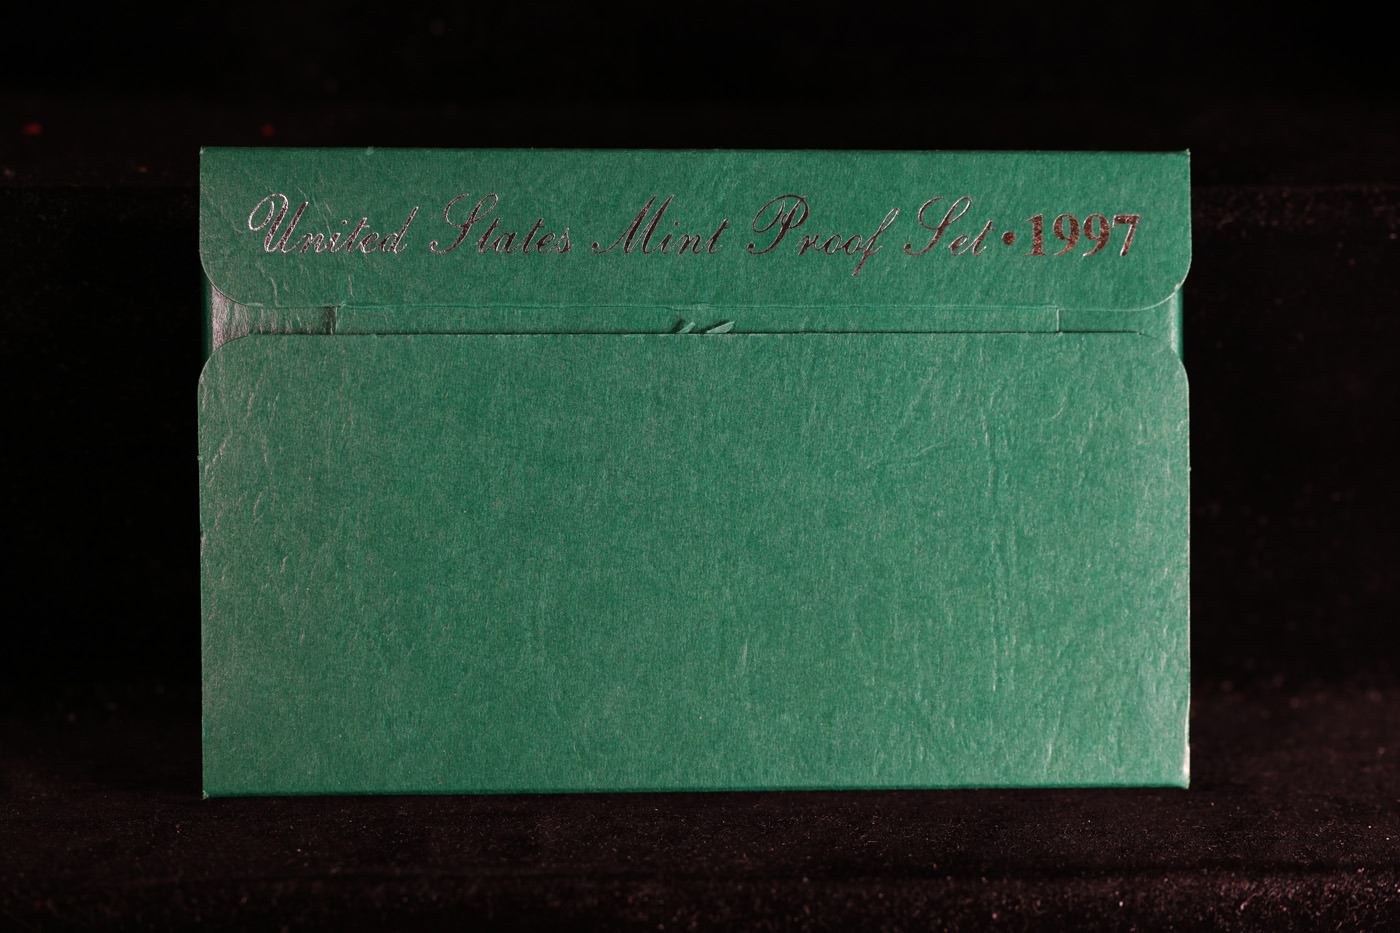 United States Mint Proof Set • 1997